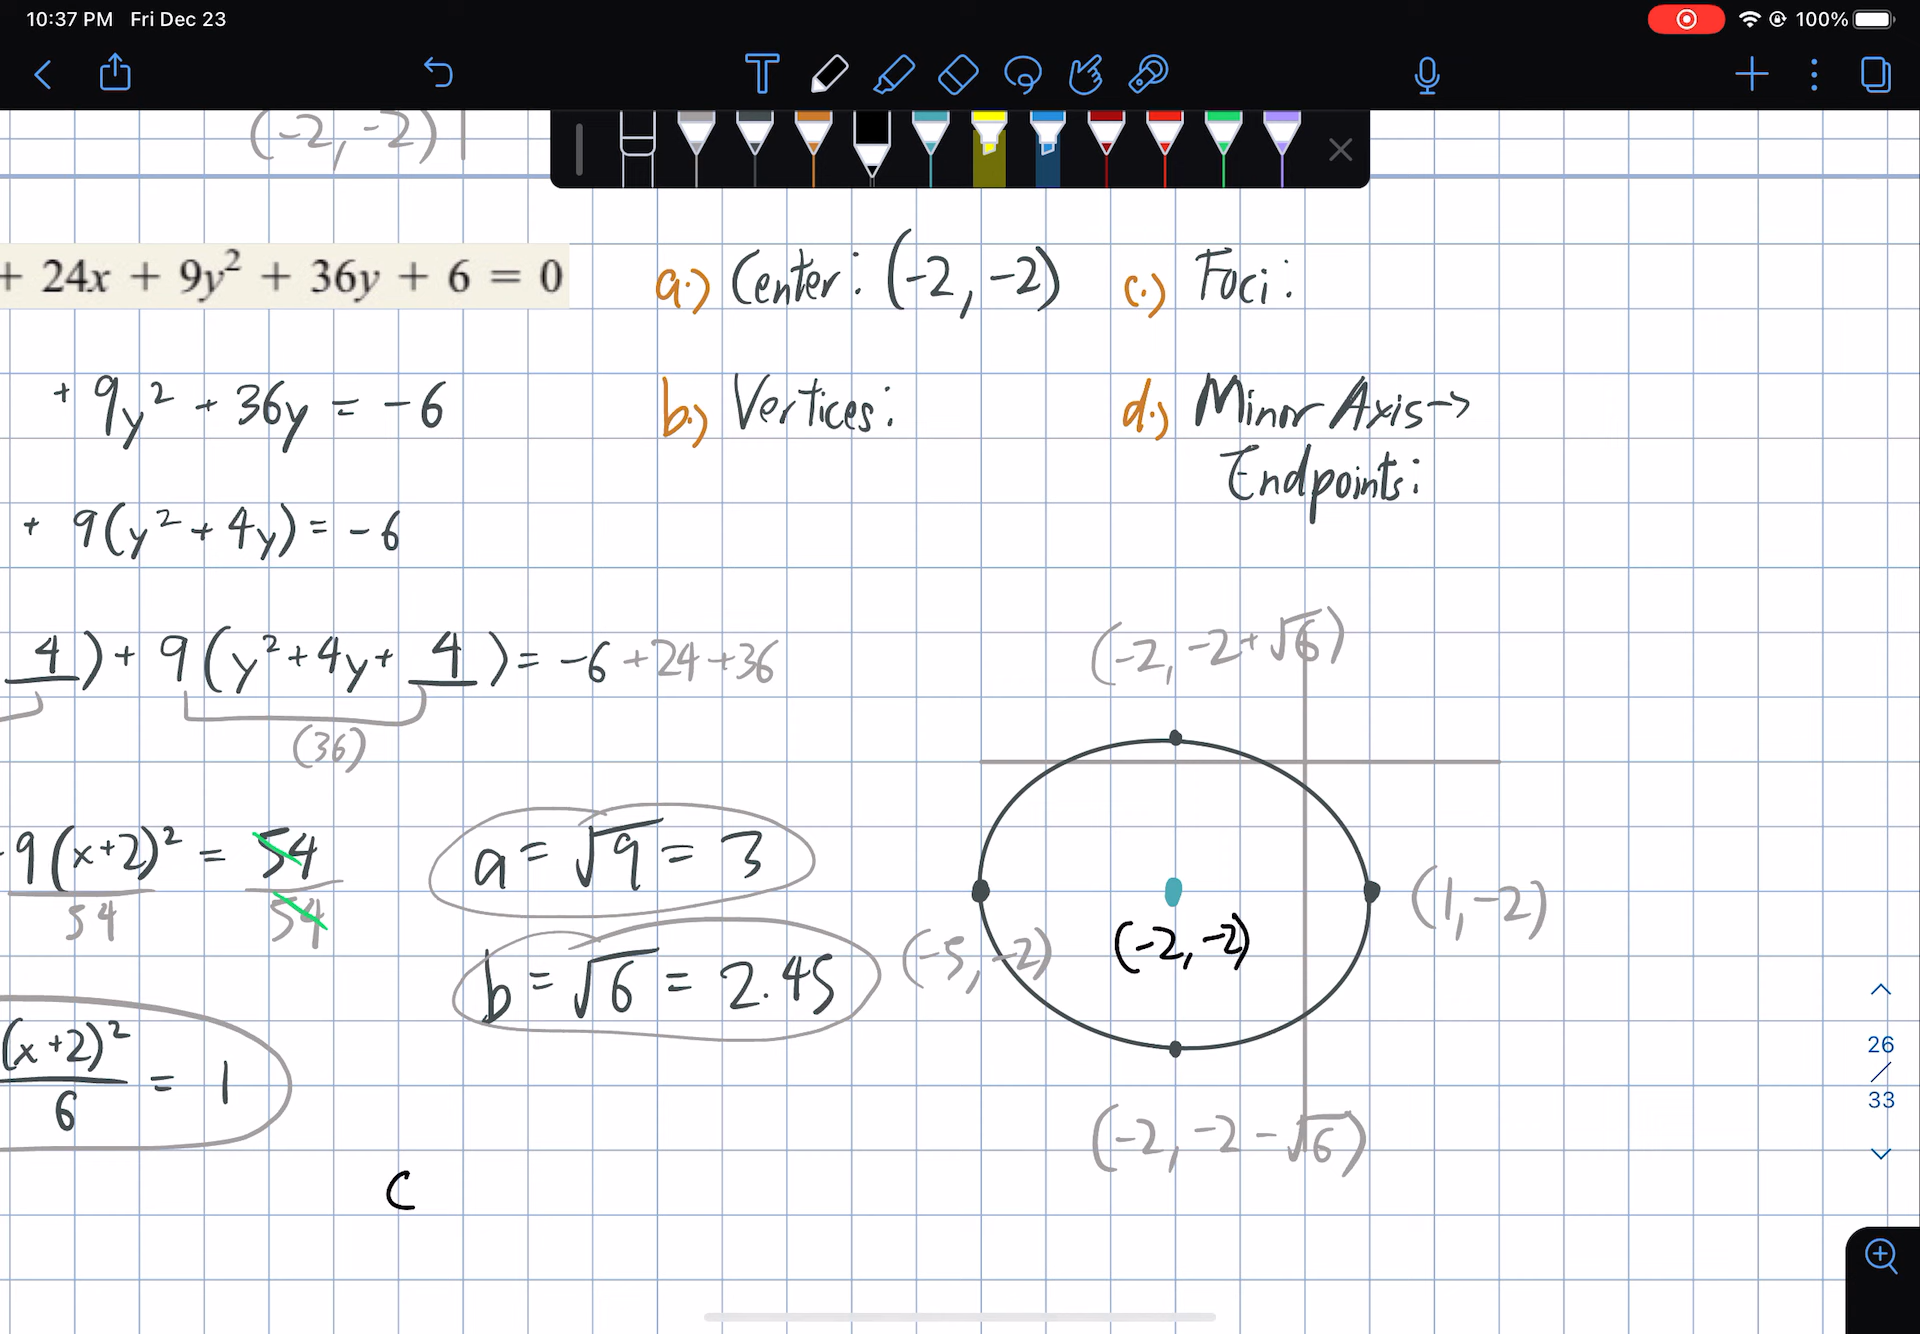 10:37 PM Fri Dec 23
100%
(-2, -2)
+ 24x + 9y² + 36y + 6 = 0
a.) Center: (-2, -2)
c.) Foci:
+ 9y² + 36y = -6
b.) Vertices:
d.) Minor Axis→
Endpoints:
+ 9(y² + 4y) = -6
4) + 9(y²+4y+ 4) = -6 +24 +36
(36)
(-2, -2+√6)
9(x+2)² = 54
54 54
a = √9 = 3
b = √6 = 2.45
(-5, -2)
(-2, -2)
(1, -2)
(x+2)²
6
= 1
(-2, -2-√6)
C
26
/
33